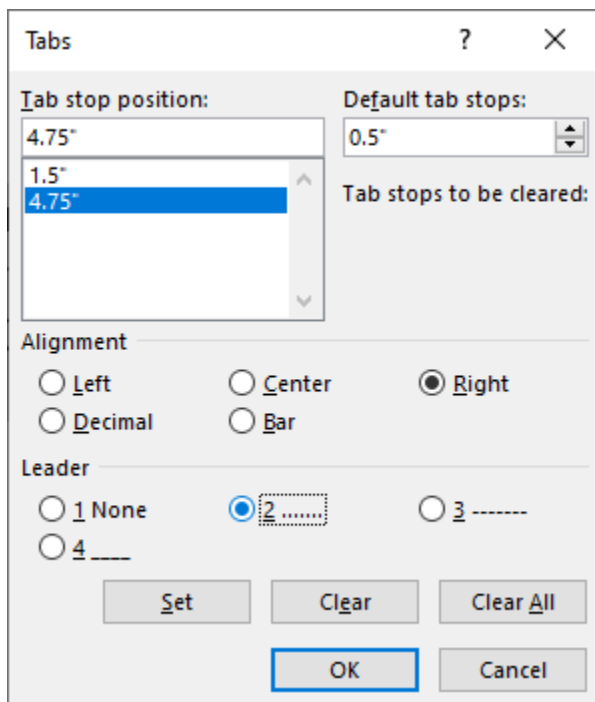 Tabs ?
Tab stop position: Default tab stops:
4.75" 0.5"
1.5"
4.75"
Tab stops to be cleared:
Alignment
Left Center Right
Decimal Bar
Leader
1 None 2 ....... 3 -------
4 ____
Set Clear Clear All
OK Cancel